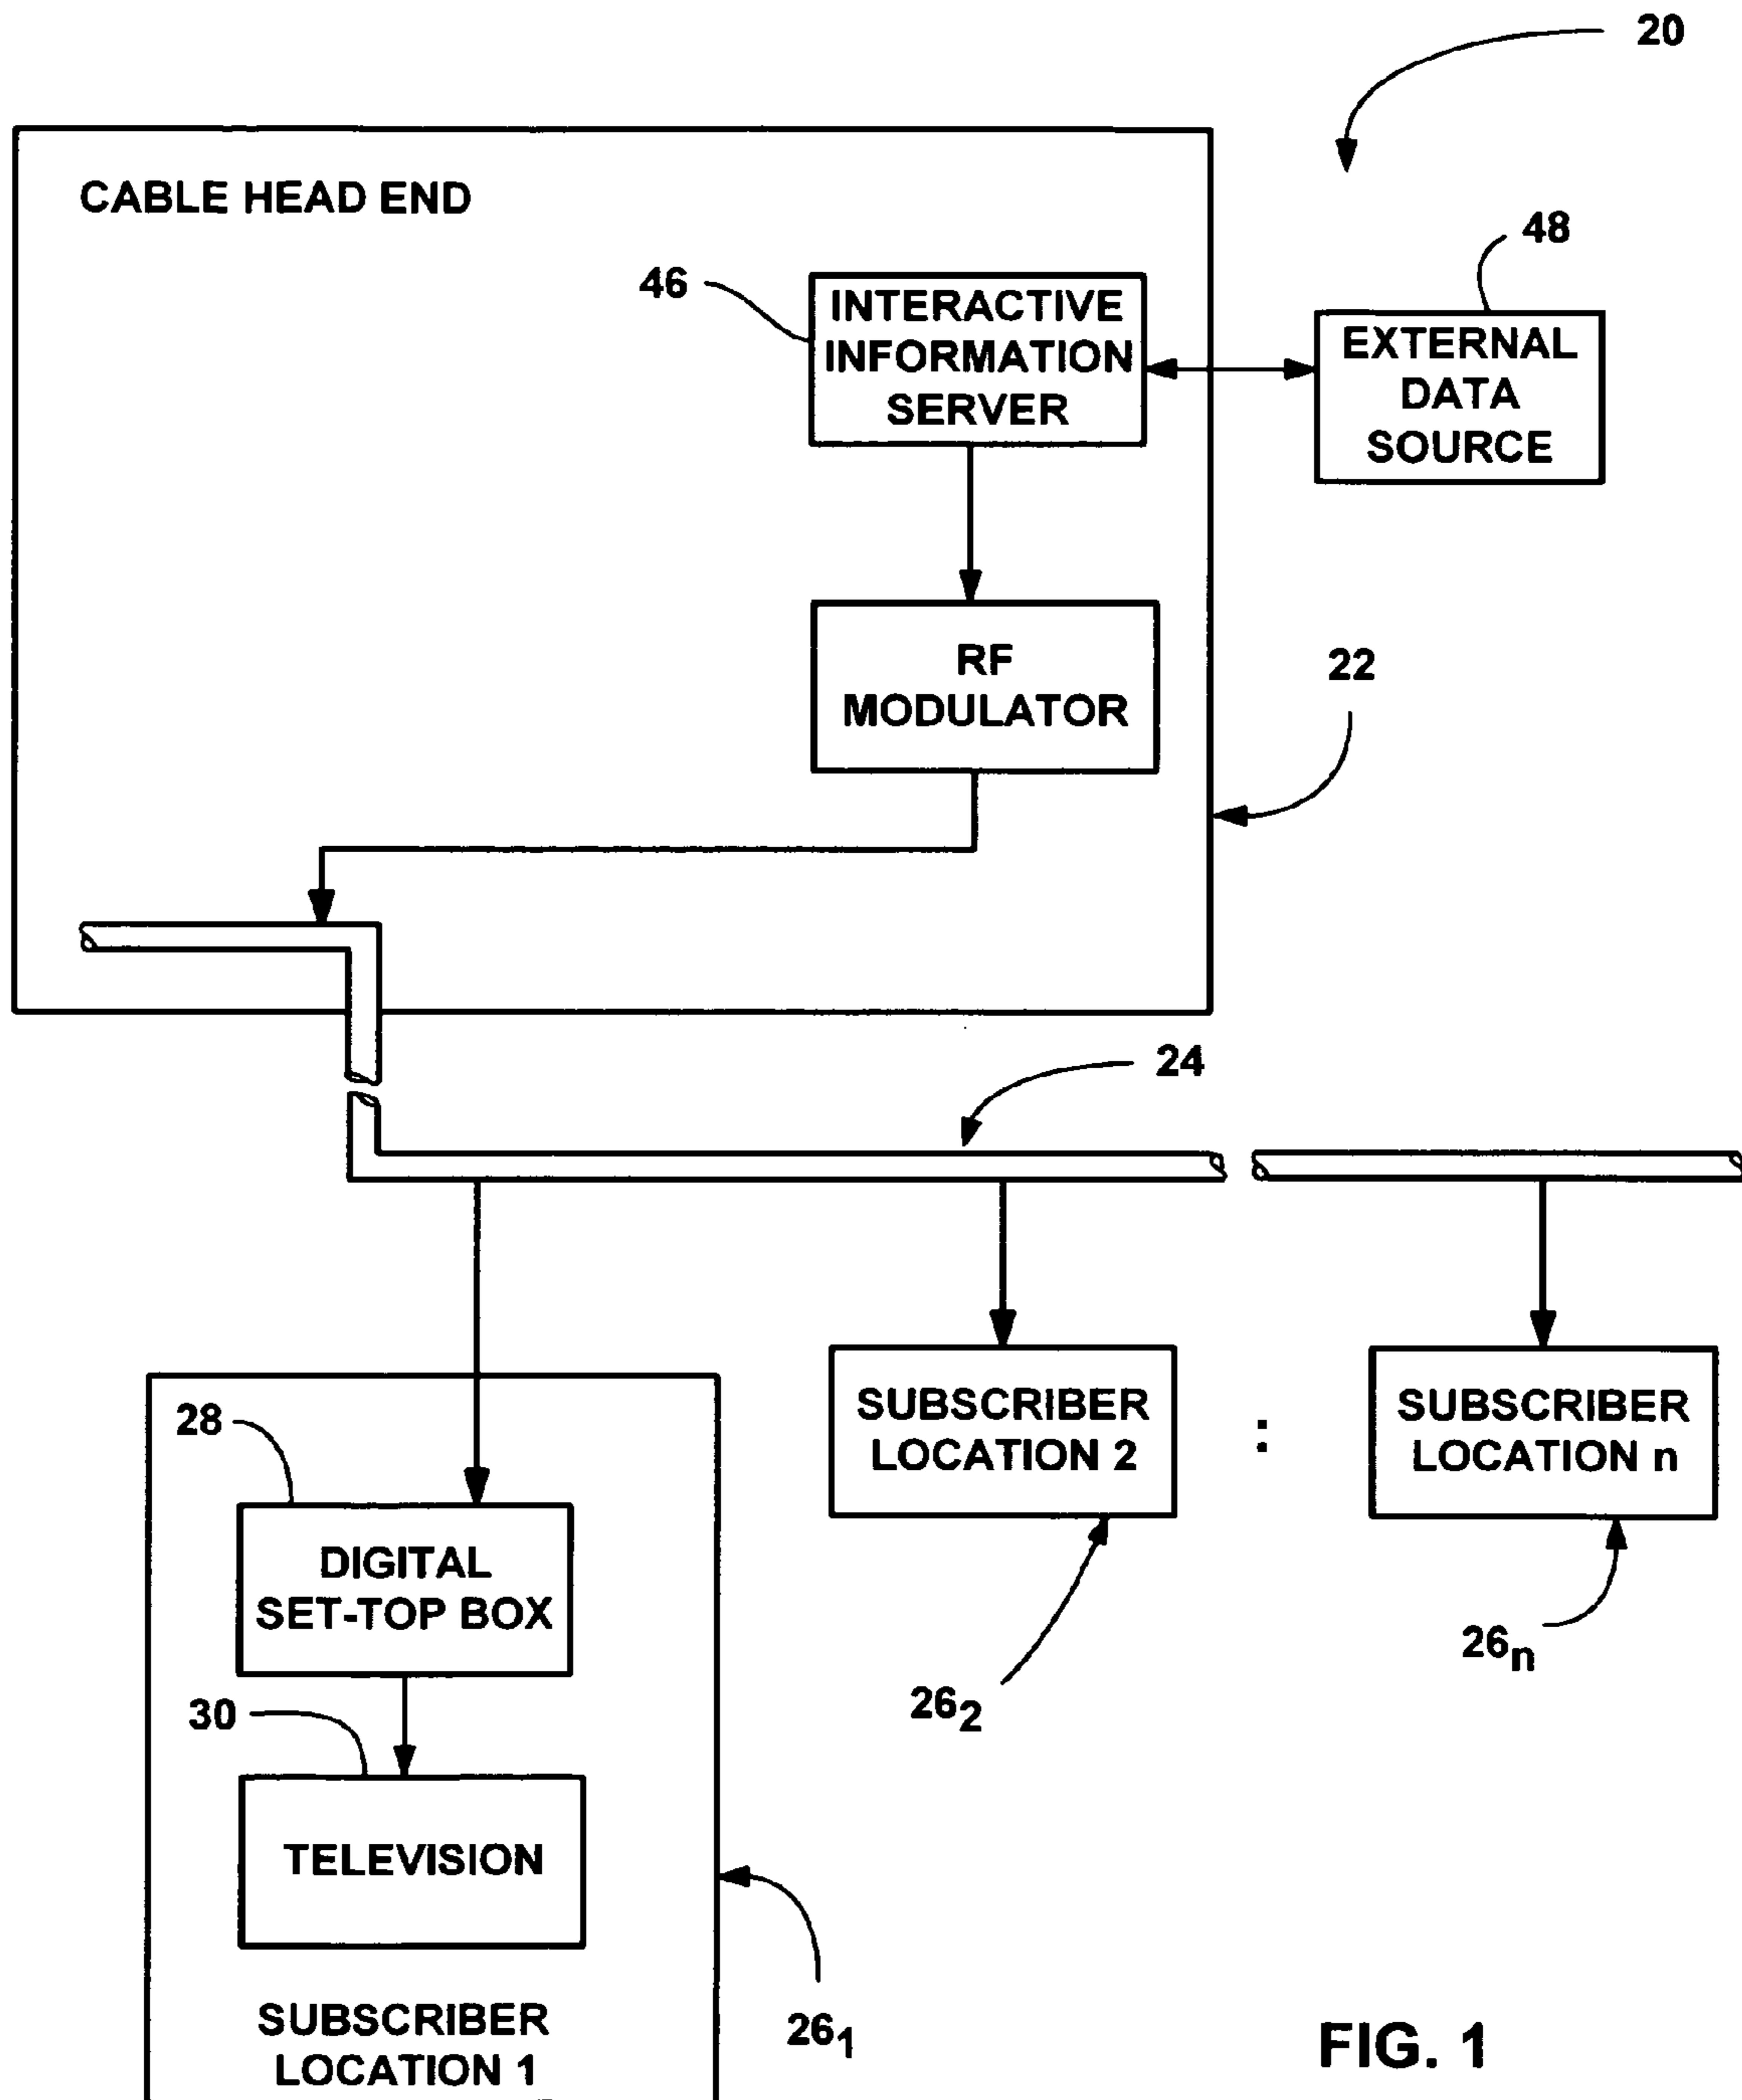 20
CABLE HEAD END
48
46
INTERACTIVE
INFORMATION
SERVER
EXTERNAL
DATA
SOURCE
RF
MODULATOR
22
24
SUBSCRIBER
LOCATION 2
:
SUBSCRIBER
LOCATION n
28
DIGITAL
SET-TOP BOX
26n
262
30
TELEVISION
SUBSCRIBER
LOCATION 1
261
FIG. 1